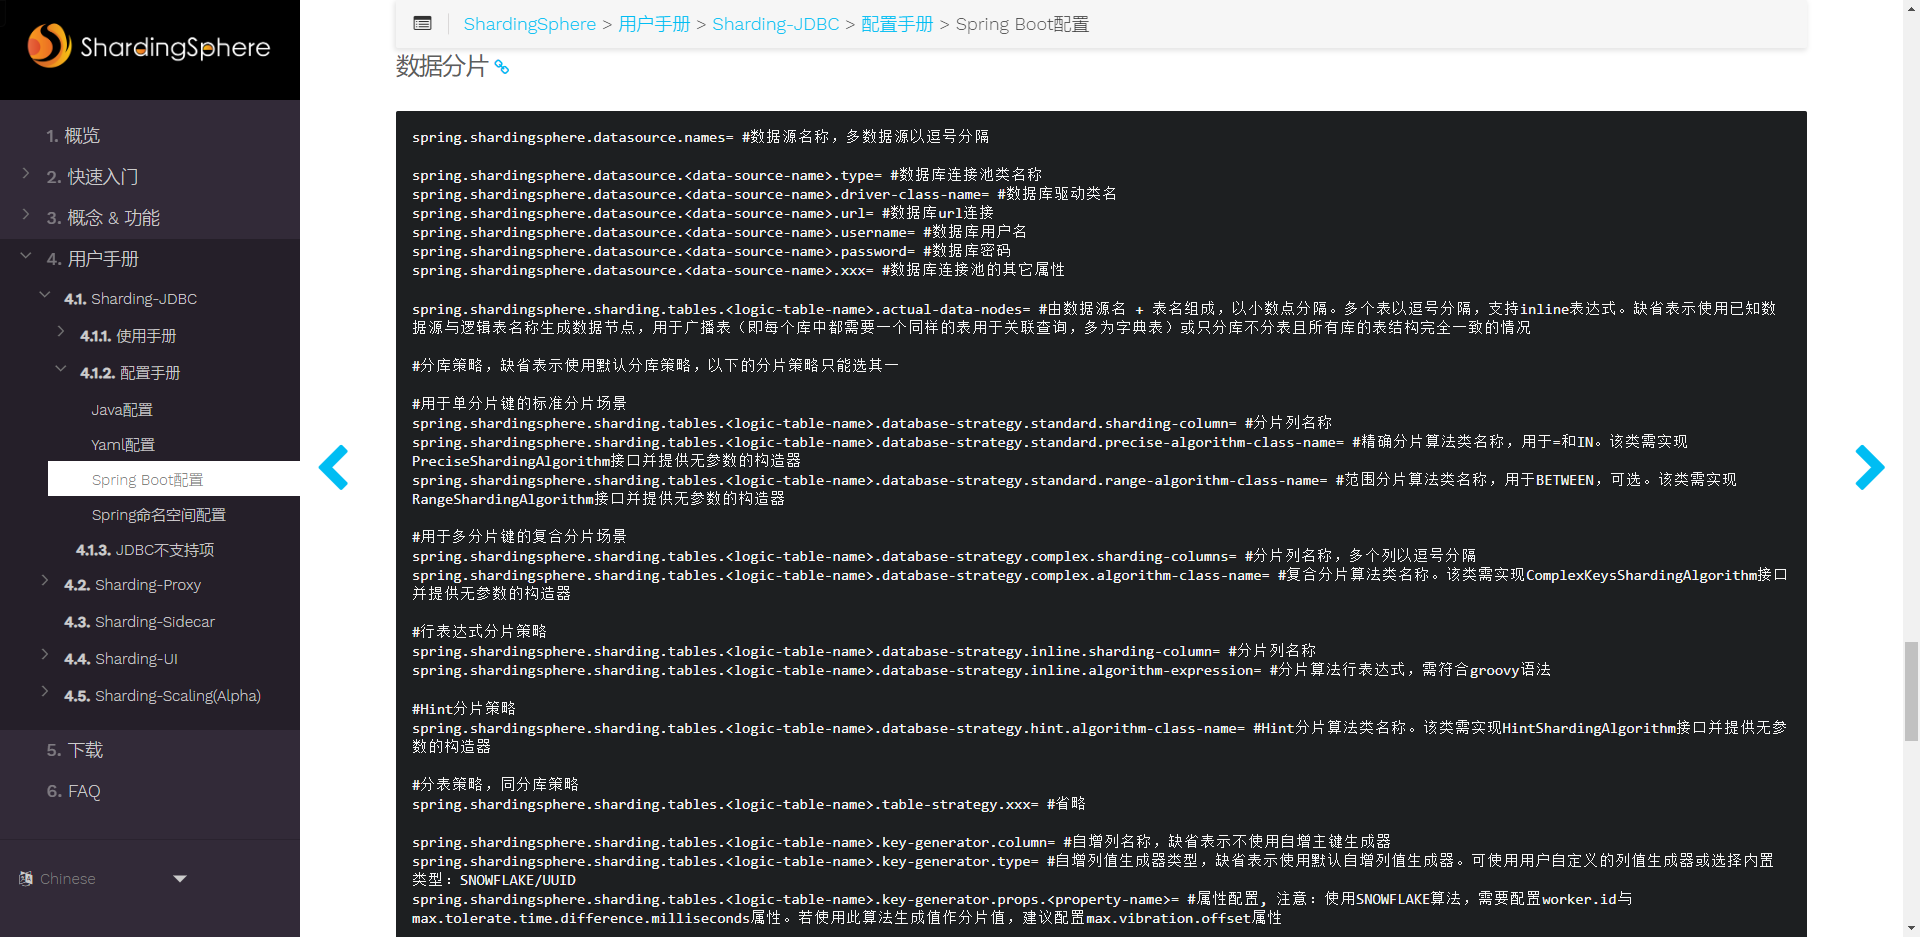 ShardingSphere
1. 概览
2. 快速入门
3. 概念 & 功能
4. 用户手册
4.1. Sharding-JDBC
4.1.1. 使用手册
4.1.2. 配置手册
Java配置
Yaml配置
Spring Boot配置
Spring命名空间配置
4.1.3. JDBC不支持项
4.2. Sharding-Proxy
4.3. Sharding-Sidecar
4.4. Sharding-UI
4.5. Sharding-Scaling(Alpha)
5. 下载
6. FAQ
Chinese
ShardingSphere > 用户手册 > Sharding-JDBC > 配置手册 > Spring Boot配置
数据分片
spring.shardingsphere.datasource.names= #数据源名称，多数据源以逗号分隔
spring.shardingsphere.datasource.<data-source-name>.type= #数据库连接池类名称
spring.shardingsphere.datasource.<data-source-name>.driver-class-name= #数据库驱动类名
spring.shardingsphere.datasource.<data-source-name>.url= #数据库url连接
spring.shardingsphere.datasource.<data-source-name>.username= #数据库用户名
spring.shardingsphere.datasource.<data-source-name>.password= #数据库密码
spring.shardingsphere.datasource.<data-source-name>.xxx= #数据库连接池的其它属性
spring.shardingsphere.sharding.tables.<logic-table-name>.actual-data-nodes= #由数据源名 + 表名组成，以小数点分隔。多个表以逗号分隔，支持inline表达式。缺省表示使用已知数
据源与逻辑表名称生成数据节点，用于广播表（即每个库中都需要一个同样的表用于关联查询，多为字典表）或只分库不分表且所有库的表结构完全一致的情况
#分库策略，缺省表示使用默认分库策略，以下的分片策略只能选其一
#用于单分片键的标准分片场景
spring.shardingsphere.sharding.tables.<logic-table-name>.database-strategy.standard.sharding-column= #分片列名称
spring.shardingsphere.sharding.tables.<logic-table-name>.database-strategy.standard.precise-algorithm-class-name= #精确分片算法类名称，用于=和IN。该类需实现
PreciseShardingAlgorithm接口并提供无参数的构造器
spring.shardingsphere.sharding.tables.<logic-table-name>.database-strategy.standard.range-algorithm-class-name= #范围分片算法类名称，用于BETWEEN，可选。该类需实现
RangeShardingAlgorithm接口并提供无参数的构造器
#用于多分片键的复合分片场景
spring.shardingsphere.sharding.tables.<logic-table-name>.database-strategy.complex.sharding-columns= #分片列名称，多个列以逗号分隔
spring.shardingsphere.sharding.tables.<logic-table-name>.database-strategy.complex.algorithm-class-name= #复合分片算法类名称。该类需实现ComplexKeysShardingAlgorithm接口
并提供无参数的构造器
#行表达式分片策略
spring.shardingsphere.sharding.tables.<logic-table-name>.database-strategy.inline.sharding-column= #分片列名称
spring.shardingsphere.sharding.tables.<logic-table-name>.database-strategy.inline.algorithm-expression= #分片算法行表达式，需符合groovy语法
#Hint分片策略
spring.shardingsphere.sharding.tables.<logic-table-name>.database-strategy.hint.algorithm-class-name= #Hint分片算法类名称。该类需实现HintShardingAlgorithm接口并提供无参
数的构造器
#分表策略，同分库策略
spring.shardingsphere.sharding.tables.<logic-table-name>.table-strategy.xxx= #省略
spring.shardingsphere.sharding.tables.<logic-table-name>.key-generator.column= #自增列名称，缺省表示不使用自增主键生成器
spring.shardingsphere.sharding.tables.<logic-table-name>.key-generator.type= #自增列值生成器类型，缺省表示使用默认自增列值生成器。可使用用户自定义的列值生成器或选择内置
类型：SNOWFLAKE/UUID
spring.shardingsphere.sharding.tables.<logic-table-name>.key-generator.props.<property-name>= #属性配置, 注意：使用SNOWFLAKE算法，需要配置worker.id与
max.tolerate.time.difference.milliseconds属性。若使用此算法生成值作分片值，建议配置max.vibration.offset属性